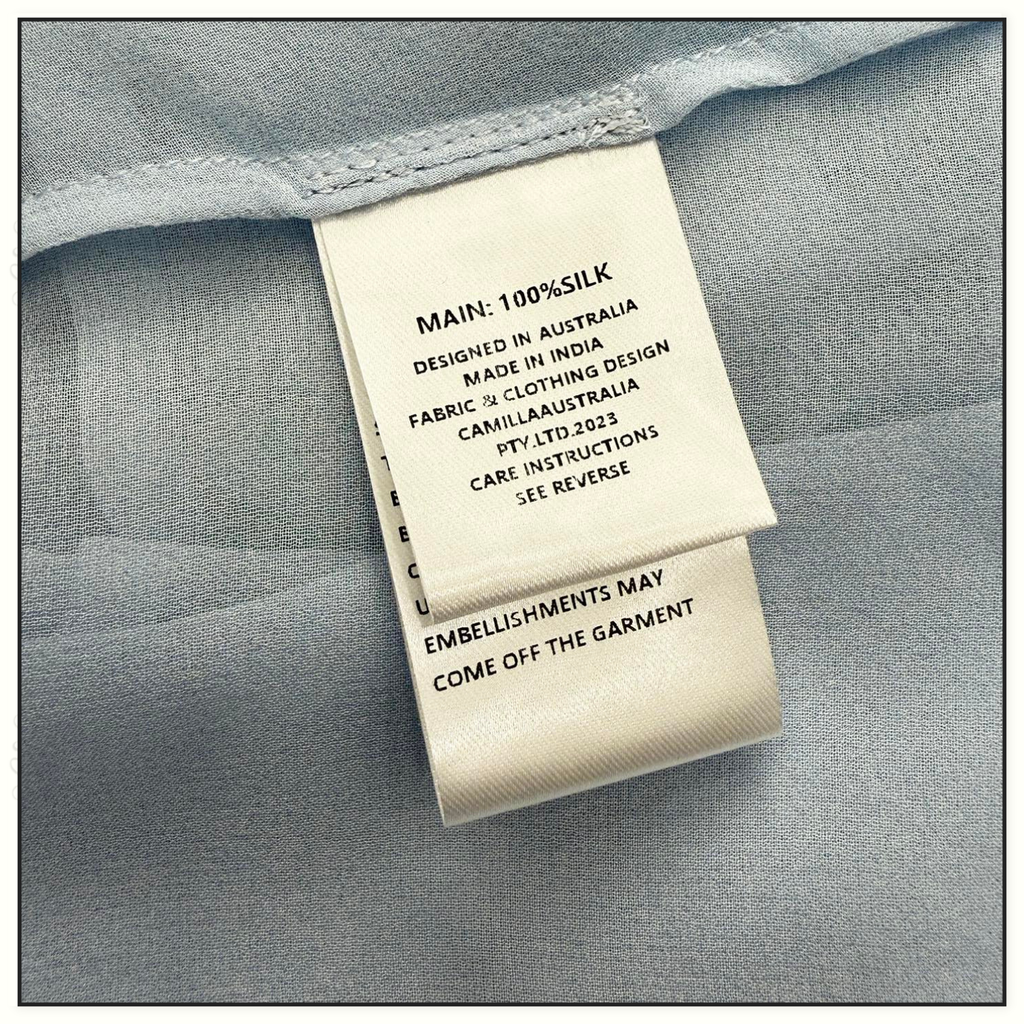 MAIN: 100%SILK
DESIGNED IN AUSTRALIA
MADE IN INDIA
FABRIC & CLOTHING DESIGN
CAMILLAAUSTRALIA
PTY.LTD.2023
CARE INSTRUCTIONS
SEE REVERSE
EMBELLISHMENTS MAY
COME OFF THE GARMENT